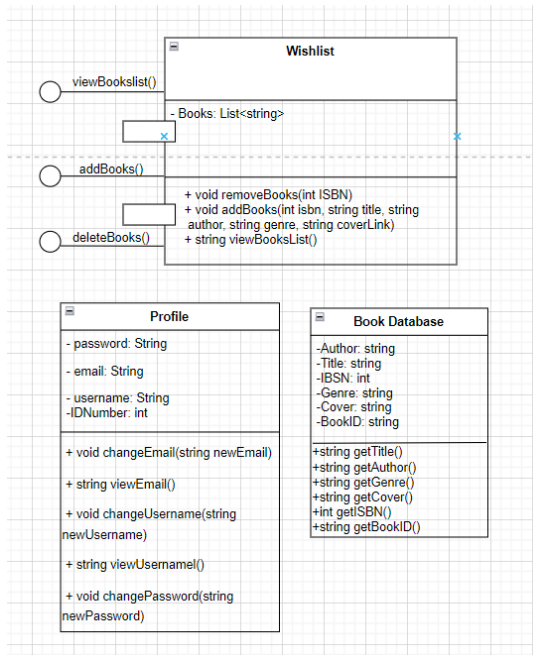 Wishlist
viewBookslist()
- Books: List<string>
addBooks()
+ void removeBooks(int ISBN)
+ void addBooks(int isbn, string title, string
author, string genre, string coverLink)
deleteBooks()
+ string viewBooksList()
Profile
- password: String
- email: String
- username: String
-IDNumber: int
+ void changeEmail(string newEmail)
+ string viewEmail()
+ void changeUsername(string
newUsername)
+ string viewUsernamel()
+ void changePassword(string
newPassword)
Book Database
-Author: string
-Title: string
-IBSN: int
-Genre: string
-Cover: string
-BookID: string
+string getTitle()
+string getAuthor()
+string getGenre()
+string getCover()
+int getISBN()
+string getBookID()